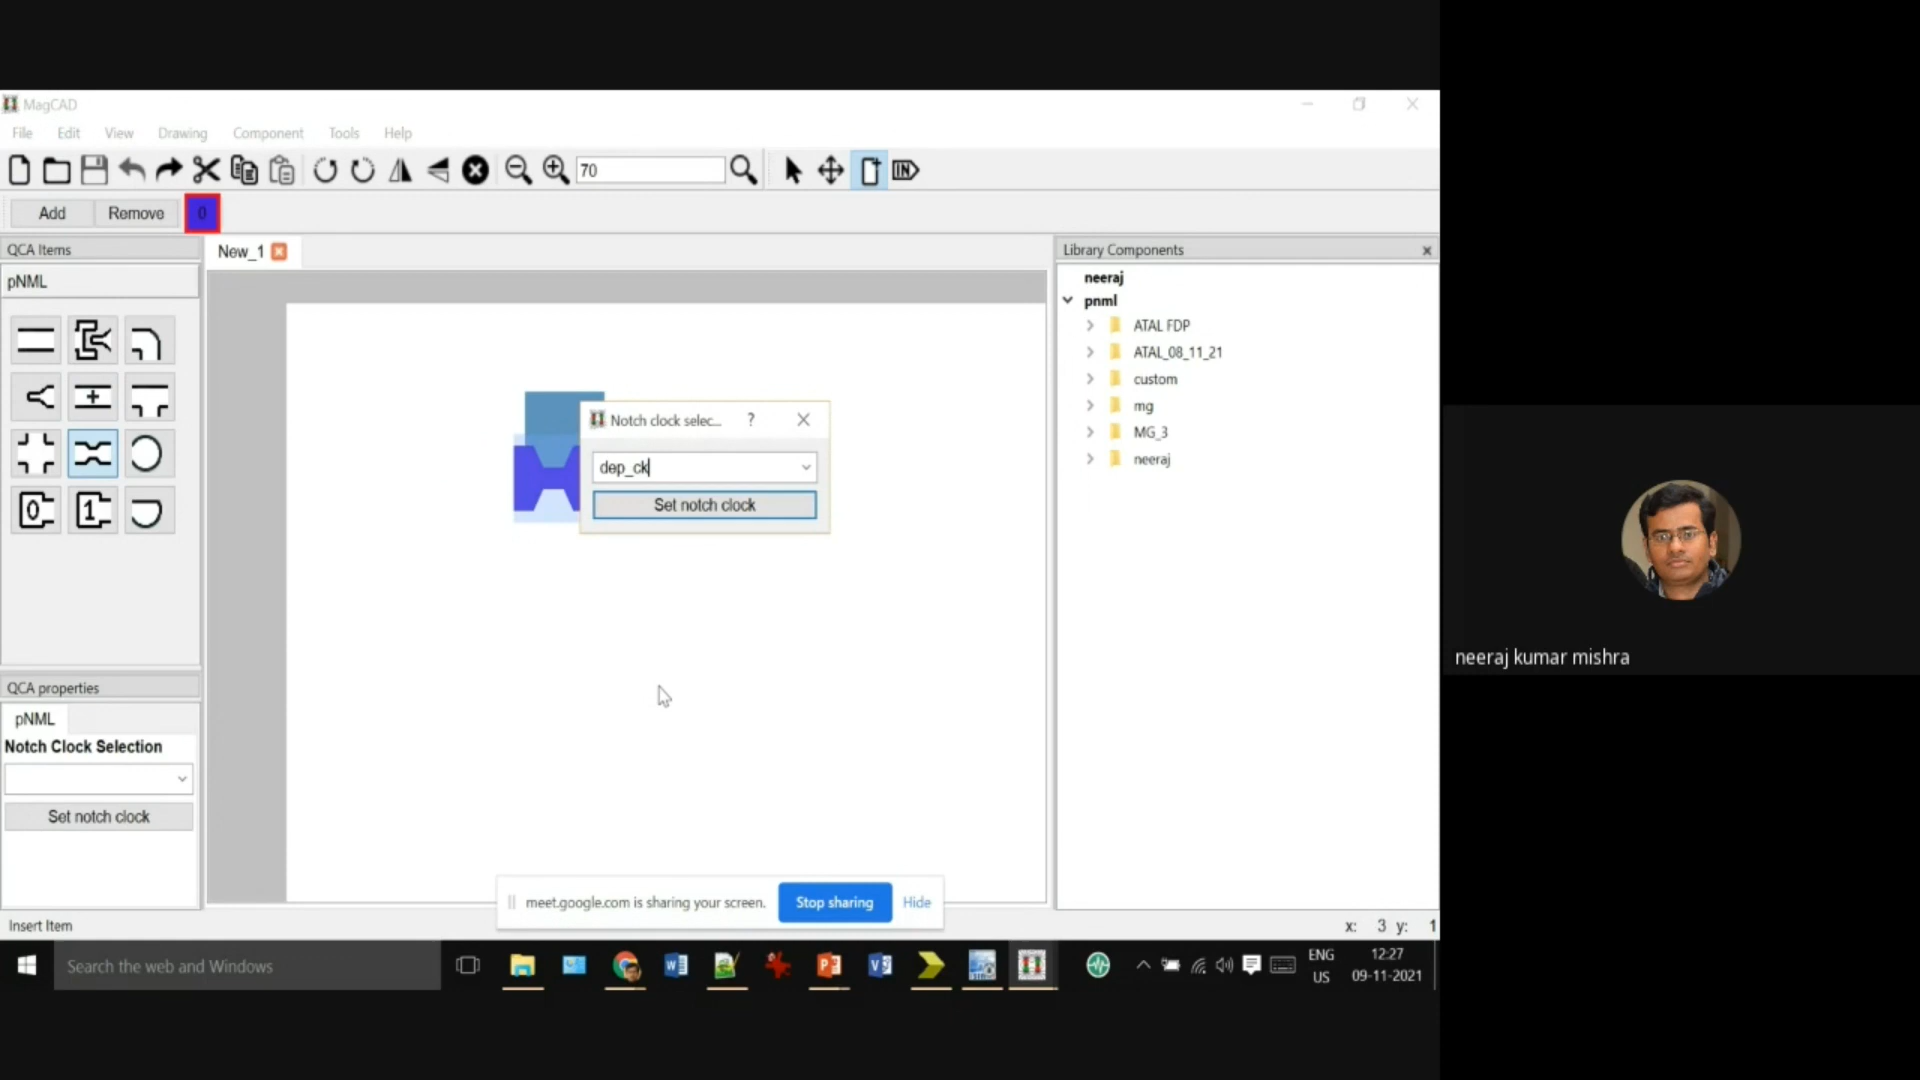 MagCAD
File Edit View Drawing Component Tools Help
70
IN
Add Remove 0
QCA Items
pNML
0 1
QCA properties
pNML
Notch Clock Selection
Set notch clock
Insert Item
New_1
Notch clock selec... ?
dep_ck
Set notch clock
Library Components
neeraj
pnml
ATAL FDP
ATAL_08_11_21
custom
mg
MG_3
neeraj
meet.google.com is sharing your screen. Stop sharing Hide
x: 3 y: 1
Search the web and Windows
ENG
US
12:27
09-11-2021
neeraj kumar mishra